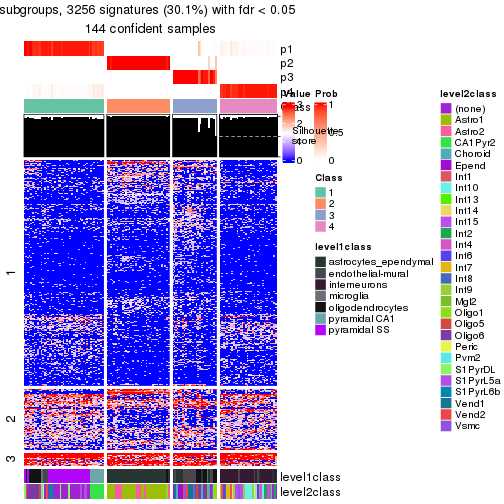 subgroups, 3256 signatures (30.1%) with fdr < 0.05
144 confident samples
p1
p2
p3
p4
Value
Prob
Class
Silhouette
score
1
0.5
0
Class
1
2
3
4
level1class
astrocytes_ependymal
endothelial-mural
interneurons
microglia
oligodendrocytes
pyramidal CA1
pyramidal SS
level2class
(none)
Astro1
Astro2
CA1Pyr2
Choroid
Epend
Int1
Int10
Int13
Int14
Int15
Int2
Int4
Int6
Int7
Int8
Int9
Mgl2
Oligo1
Oligo5
Oligo6
Peric
Pvm2
S1PyrDL
S1PyrL5a
S1PyrL6b
Vend1
Vend2
Vsmc
1
2
3
level1class
level2class